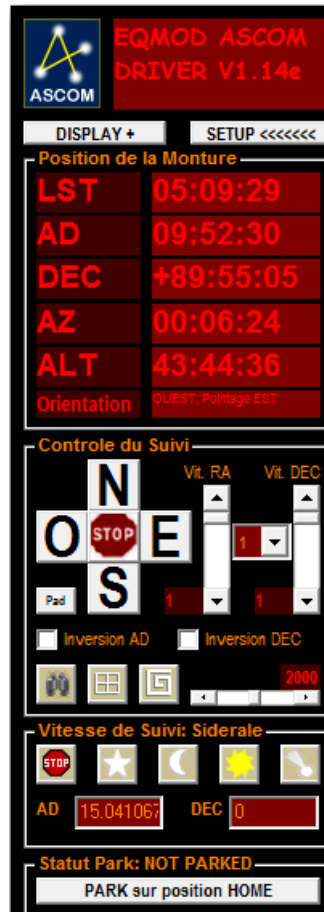 ASCOM
EQMOD ASCOM
DRIVER V1.14e
DISPLAY + SETUP <<<<<<<
Position de la Monture
LST 05:09:29
AD 09:52:30
DEC +89:55:05
AZ 00:06:24
ALT 43:44:36
Orientation OUEST, Pointage EST
Controle du Suivi
N Vit. RA Vit. DEC
O STOP E 1
Pad S 1 1
Inversion AD Inversion DEC
2000
Vitesse de Suivi: Siderale
STOP
AD 15.041067 DEC 0
Statut Park: NOT PARKED
PARK sur position HOME